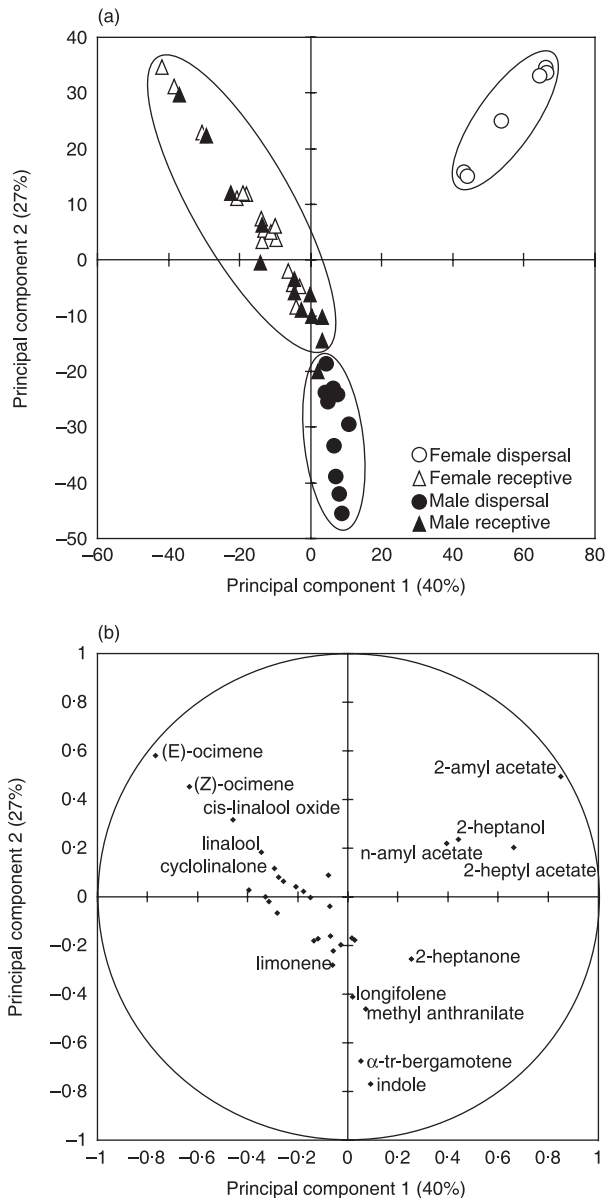 (a)
40
30
20
10
0
−10
−20
−30
−40
−50
Principal component 2 (27%)
Female dispersal
Female receptive
Male dispersal
Male receptive
−60 −40 −20 0 20 40 60 80
Principal component 1 (40%)
(b)
1
0·8
0·6
0·4
0·2
0
−0·2
−0·4
−0·6
−0·8
−1
Principal component 2 (27%)
(E)-ocimene
(Z)-ocimene
2-amyl acetate
cis-linalool oxide
2-heptanol
linalool
n-amyl acetate
cyclolinalone
2-heptyl acetate
limonene
2-heptanone
longifolene
methyl anthranilate
α-tr-bergamotene
indole
−1 −0·8 −0·6 −0·4 −0·2 0 0·2 0·4 0·6 0·8 1
Principal component 1 (40%)